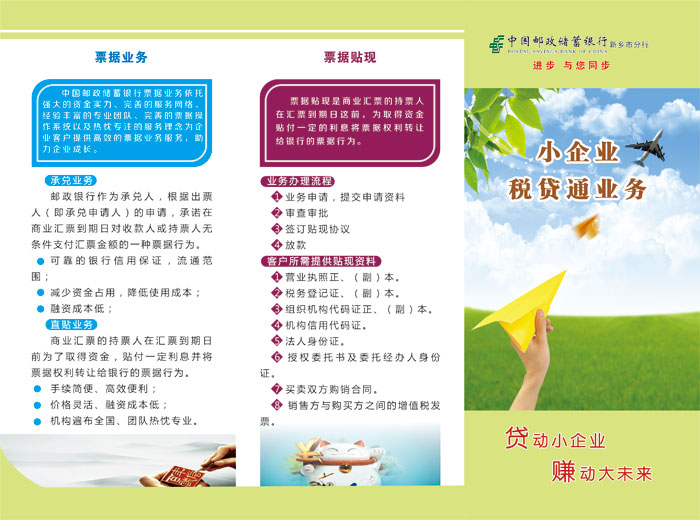 票据业务
中国邮政储蓄银行票据业务依托
强大的资金实力、完善的服务网络、
经验丰富的专业团队、完善的票据操
作系统以及热忱专注的服务理念为企
业客户提供高效的票据业务服务，助
力企业成长。
承兑业务
邮政银行作为承兑人，根据出票
人（即承兑申请人）的申请，承诺在
商业汇票到期日对收款人或持票人无
条件支付汇票金额的一种票据行为。
● 可靠的银行信用保证，流通范
围；
● 减少资金占用，降低使用成本；
● 融资成本低；
直贴业务
商业汇票的持票人在汇票到期日
前为了取得资金，贴付一定利息并将
票据权利转让给银行的票据行为。
● 手续简便、高效便利；
● 价格灵活、融资成本低；
● 机构遍布全国、团队热忱专业。
票据贴现
票据贴现是商业汇票的持票人
在汇票到期日这前，为取得资金
贴付一定的利息将票据权利转让
给银行的票据行为。
业务办理流程
1 业务申请，提交申请资料
2 审查审批
3 签订贴现协议
4 放款
客户所需提供贴现资料
1 营业执照正、（副）本。
2 税务登记证、（副）本。
3 组织机构代码证正、（副）本。
4 机构信用代码证。
5 法人身份证。
6 授权委托书及委托经办人身份
证。
7 买卖双方购销合同。
8 销售方与购买方之间的增值税发
票。
中国邮政储蓄银行 新乡市分行
POSTAL SAVINGS BANK OF CHINA
进步 与您同步
小企业
税贷通业务
贷动小企业
赚动大未来